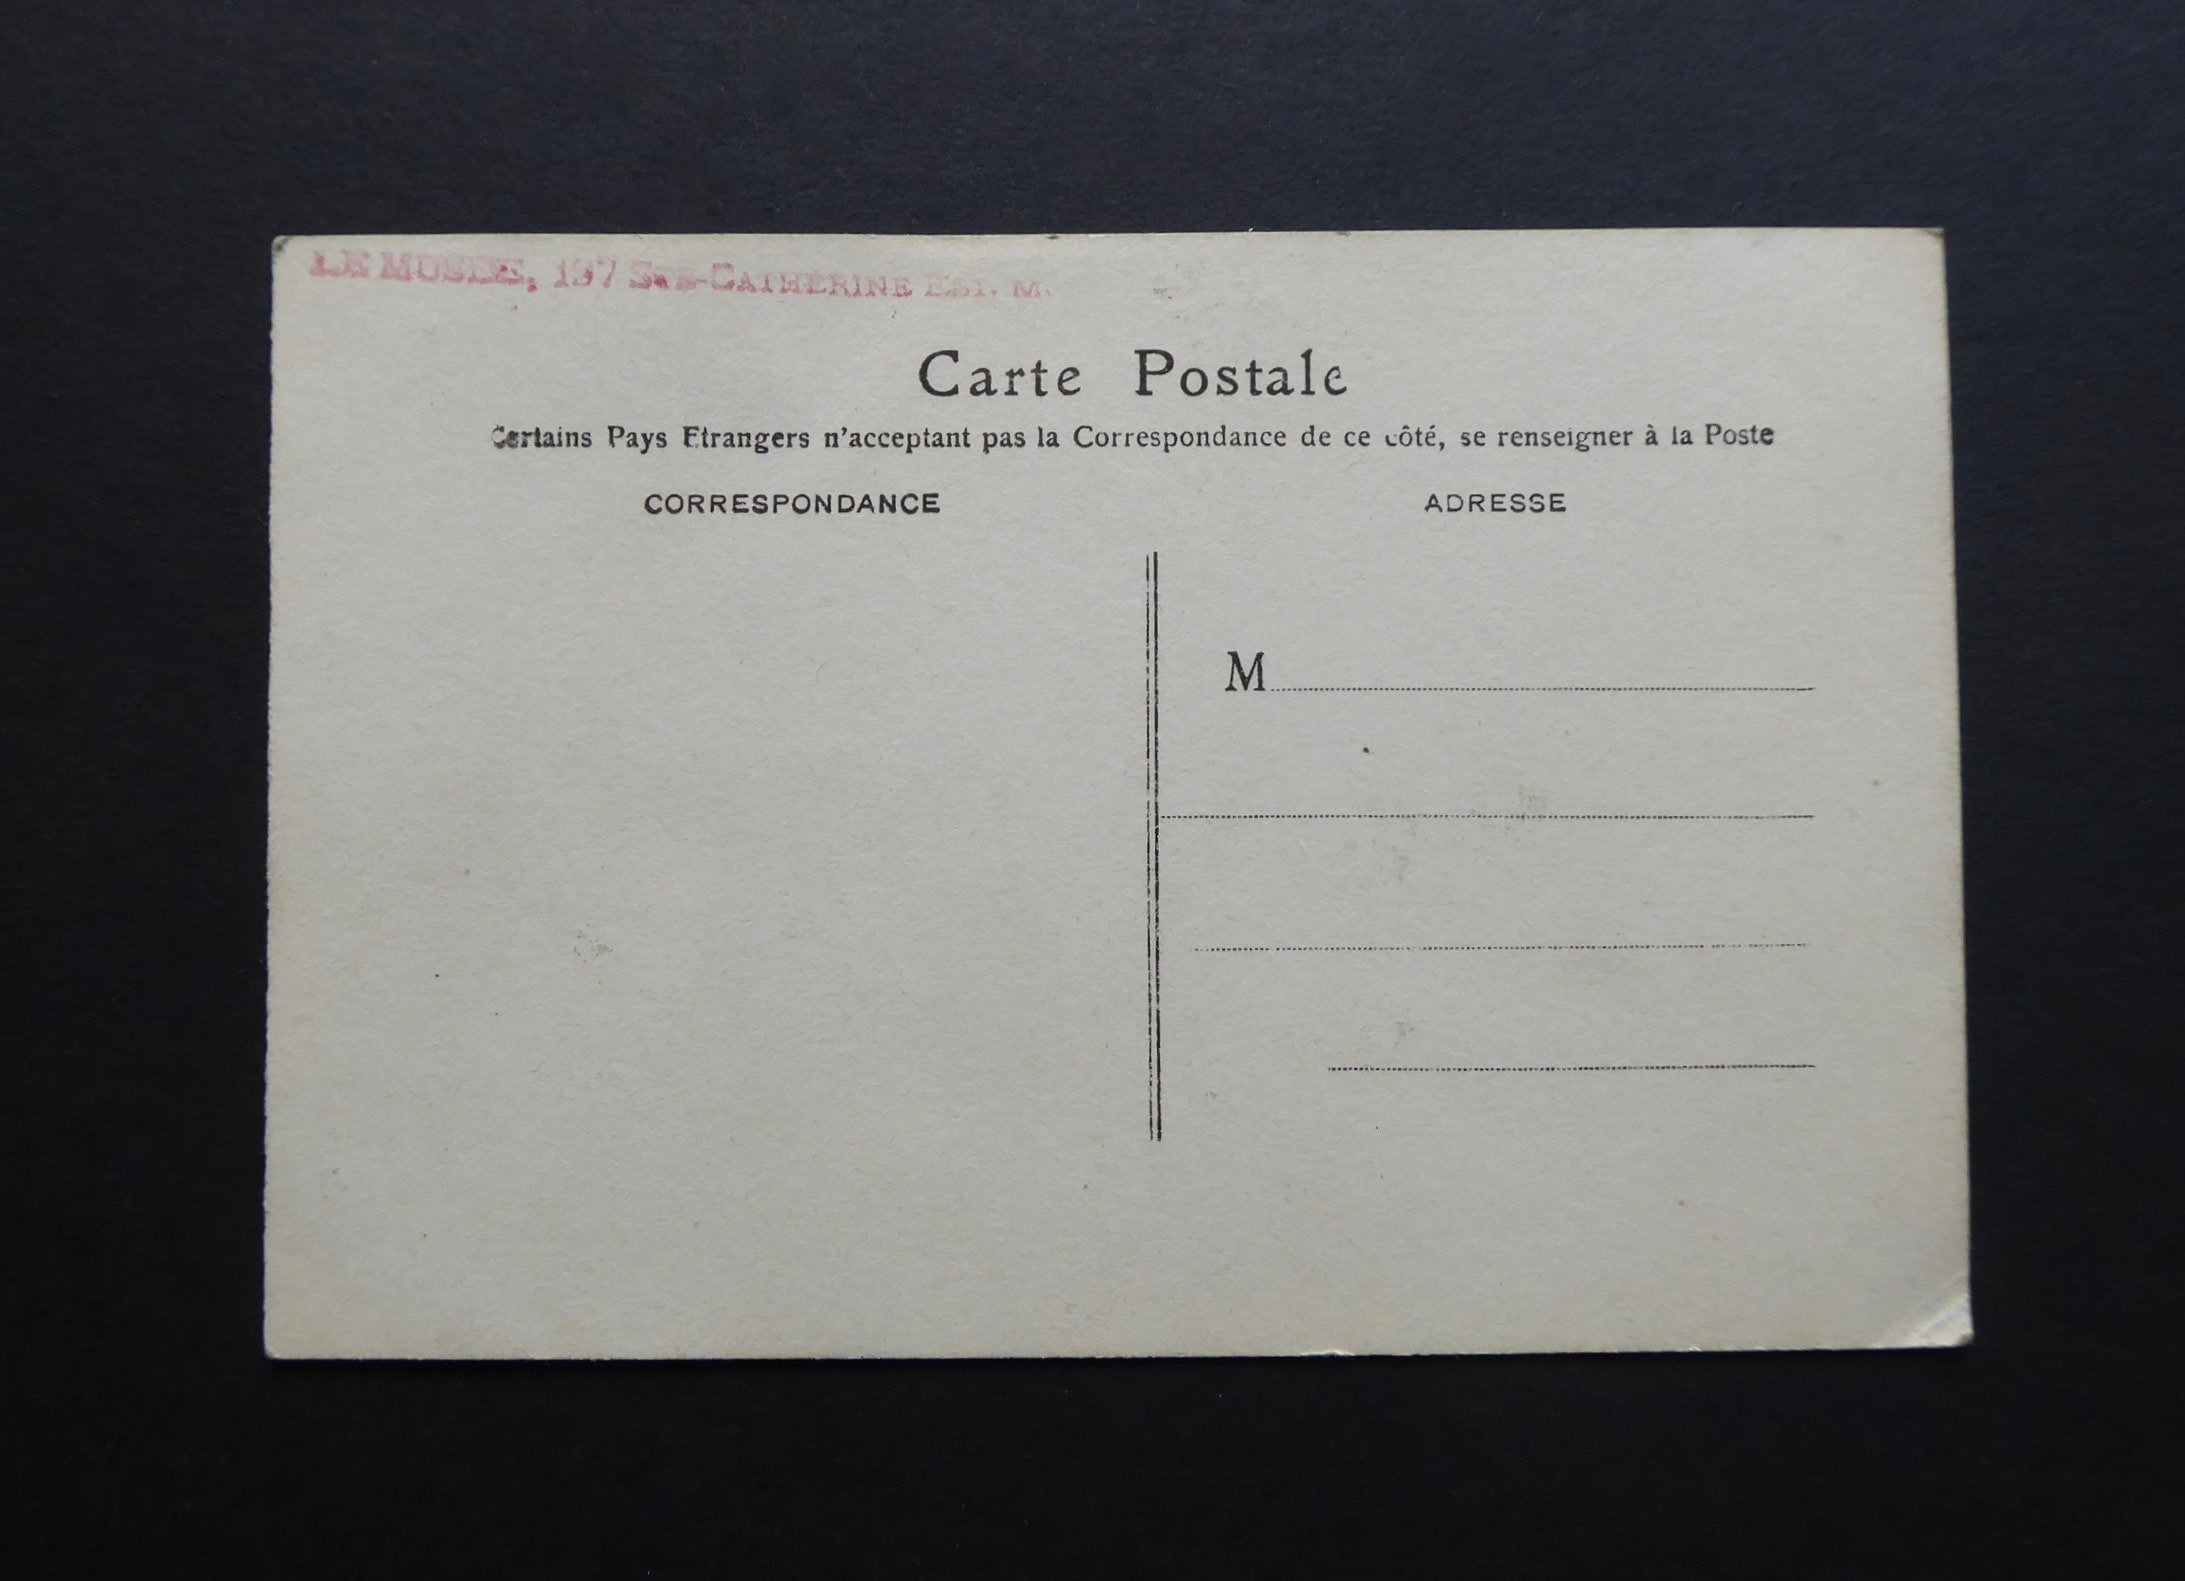 LE MUSEE, 197 STE-CATHERINE EST. M.
Carte Postale
Certains Pays Etrangers n'acceptant pas la Correspondance de ce côté, se renseigner à la Poste
CORRESPONDANCE
ADRESSE
M